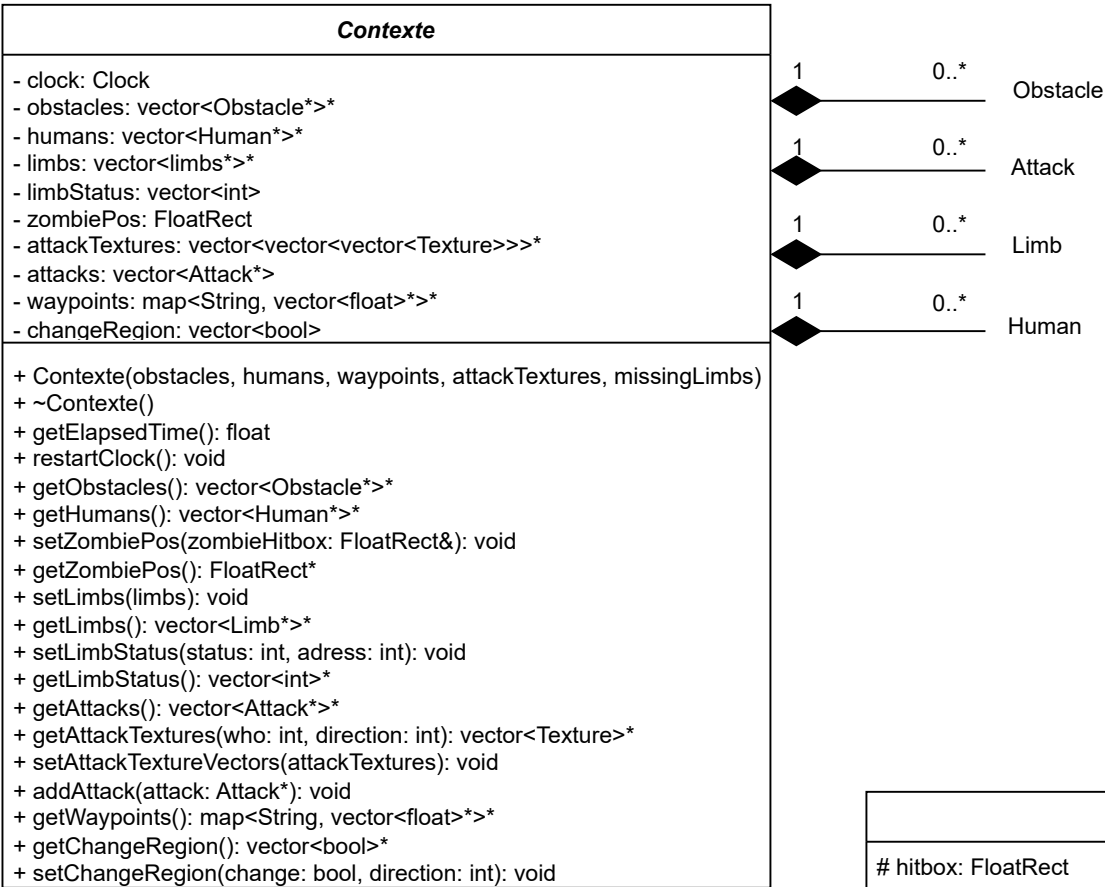 Contexte
- clock: Clock
- obstacles: vector<Obstacle*>*
- humans: vector<Human*>*
- limbs: vector<limbs*>*
- limbStatus: vector<int>
- zombiePos: FloatRect
- attackTextures: vector<vector<vector<Texture>>>*
- attacks: vector<Attack*>
- waypoints: map<String, vector<float>*>*
- changeRegion: vector<bool>
+ Contexte(obstacles, humans, waypoints, attackTextures, missingLimbs)
+ ~Contexte()
+ getElapsedTime(): float
+ restartClock(): void
+ getObstacles(): vector<Obstacle*>*
+ getHumans(): vector<Human*>*
+ setZombiePos(zombieHitbox: FloatRect&): void
+ getZombiePos(): FloatRect*
+ setLimbs(limbs): void
+ getLimbs(): vector<Limb*>*
+ setLimbStatus(status: int, adress: int): void
+ getLimbStatus(): vector<int>*
+ getAttacks(): vector<Attack*>*
+ getAttackTextures(who: int, direction: int): vector<Texture>*
+ setAttackTextureVectors(attackTextures): void
+ addAttack(attack: Attack*): void
+ getWaypoints(): map<String, vector<float>*>*
+ getChangeRegion(): vector<bool>*
+ setChangeRegion(change: bool, direction: int): void
1 0..* Obstacle
1 0..* Attack
1 0..* Limb
1 0..* Human
# hitbox: FloatRect